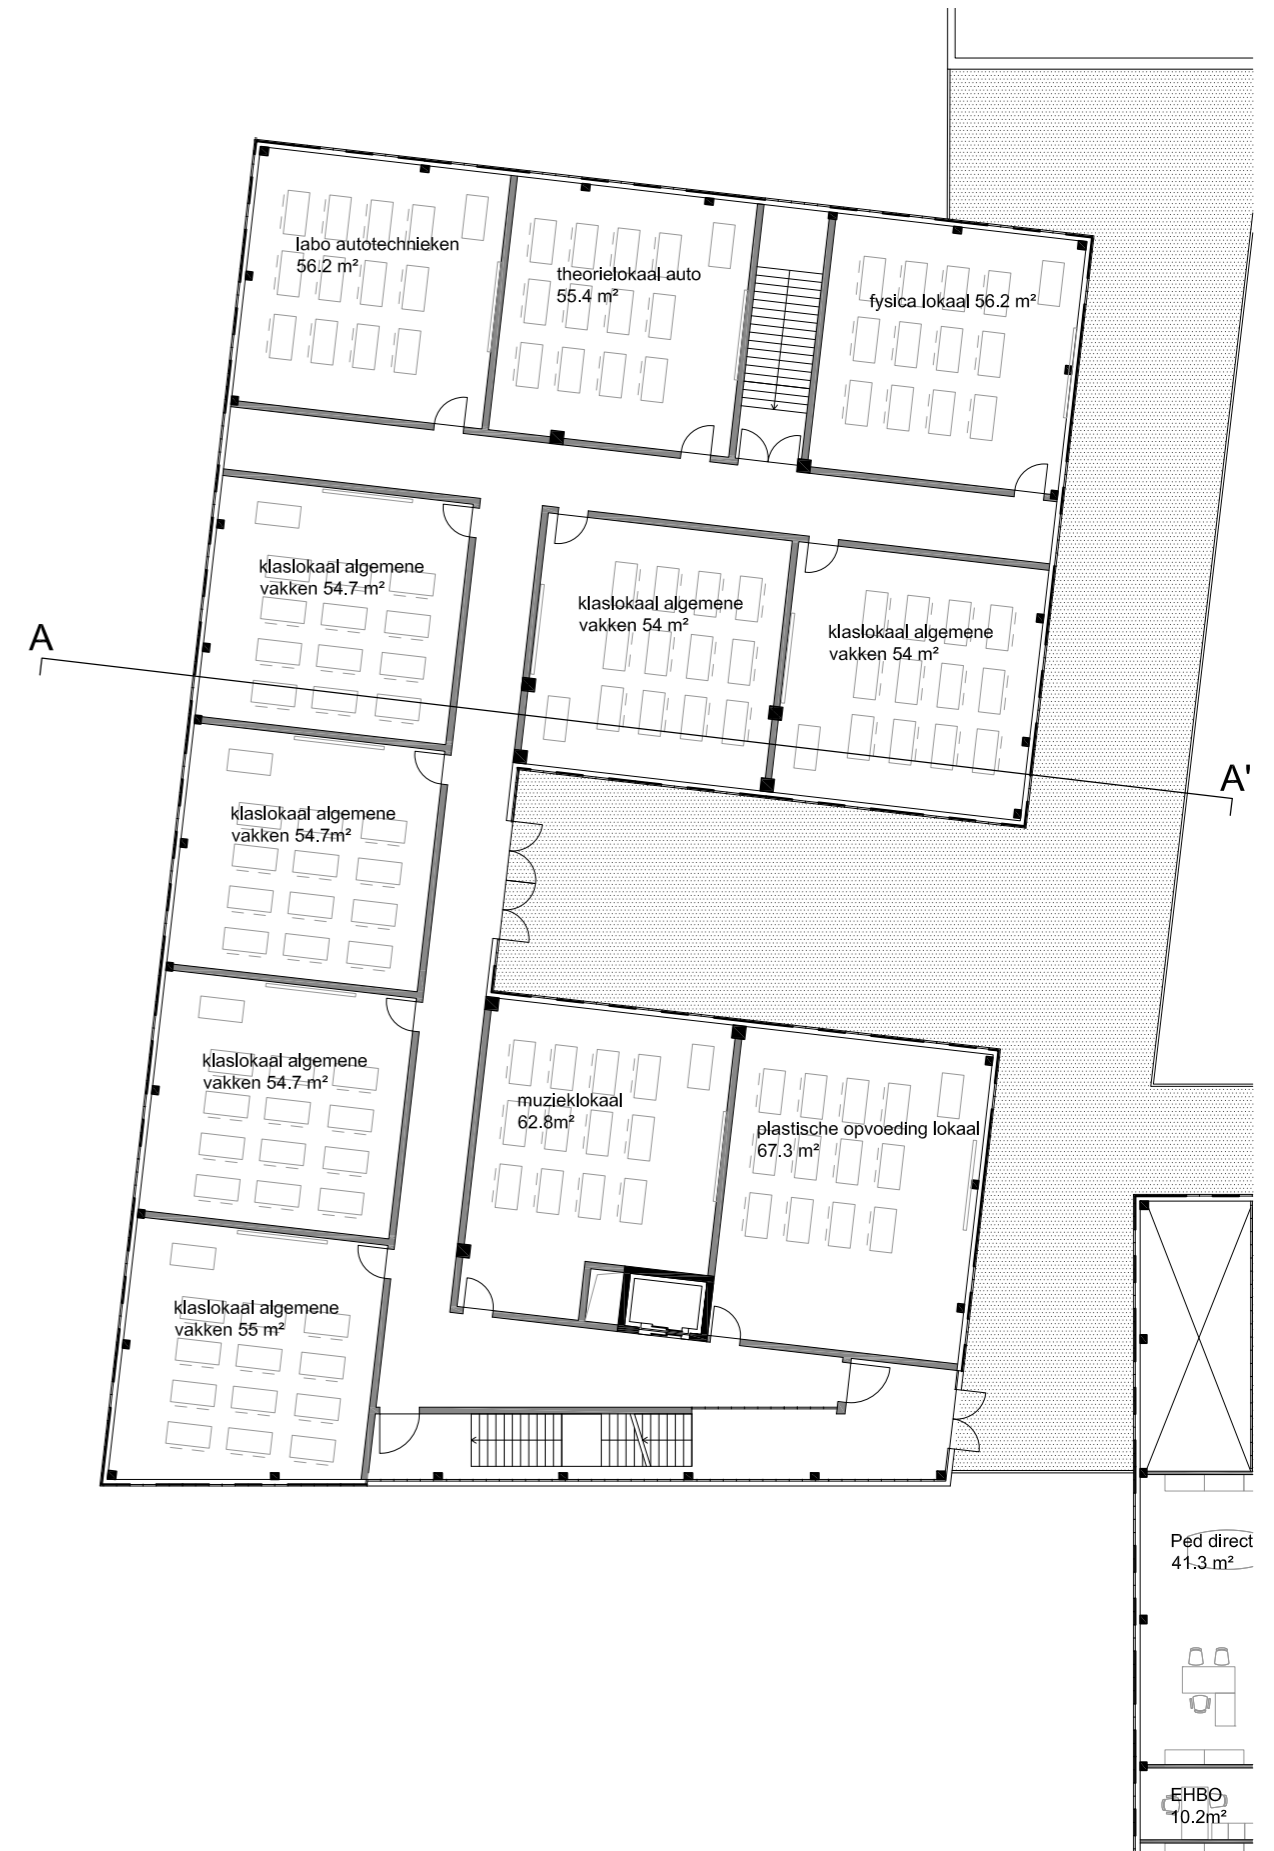 labo autotechnieken
56.2 m²
theorielokaal auto
55.4 m²
fysica lokaal 56.2 m²
klaslokaal algemene
vakken 54.7 m²
klaslokaal algemene
vakken 54 m²
klaslokaal algemene
vakken 54 m²
A
A'
klaslokaal algemene
vakken 54.7m²
klaslokaal algemene
vakken 54.7 m²
muzieklokaal
62.8m²
plastische opvoeding lokaal
67.3 m²
klaslokaal algemene
vakken 55 m²
Ped direct
41.3 m²
EHBO
10.2m²